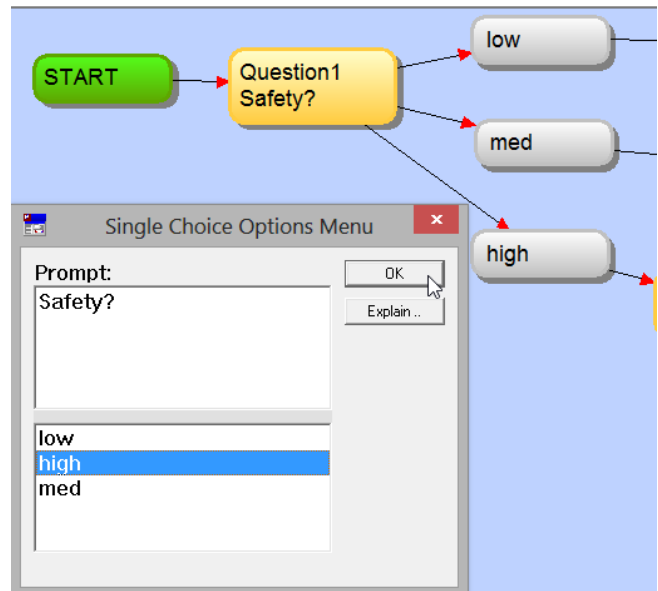 low
START
Question1
Safety?
med
high
Single Choice Options Menu
x
Prompt:
OK
Safety?
Explain ..
low
high
med